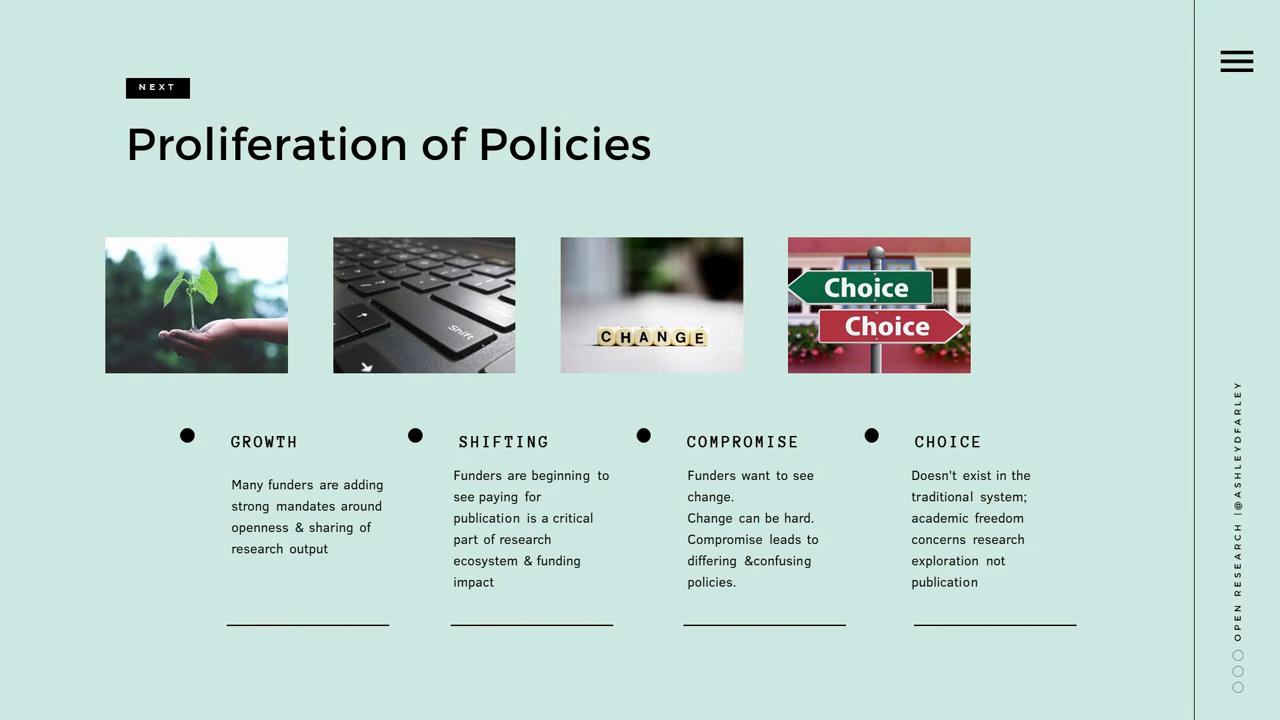 NEXT
Proliferation of Policies
Shift
CHANGE
Choice
Choice
GROWTH
Many funders are adding
strong mandates around
openness & sharing of
research output
SHIFTING
Funders are beginning to
see paying for
publication is a critical
part of research
ecosystem & funding
impact
COMPROMISE
Funders want to see
change.
Change can be hard.
Compromise leads to
differing &confusing
policies.
CHOICE
Doesn't exist in the
traditional system;
academic freedom
concerns research
exploration not
publication
OPEN RESEARCH |@ASHLEYDFARLEY